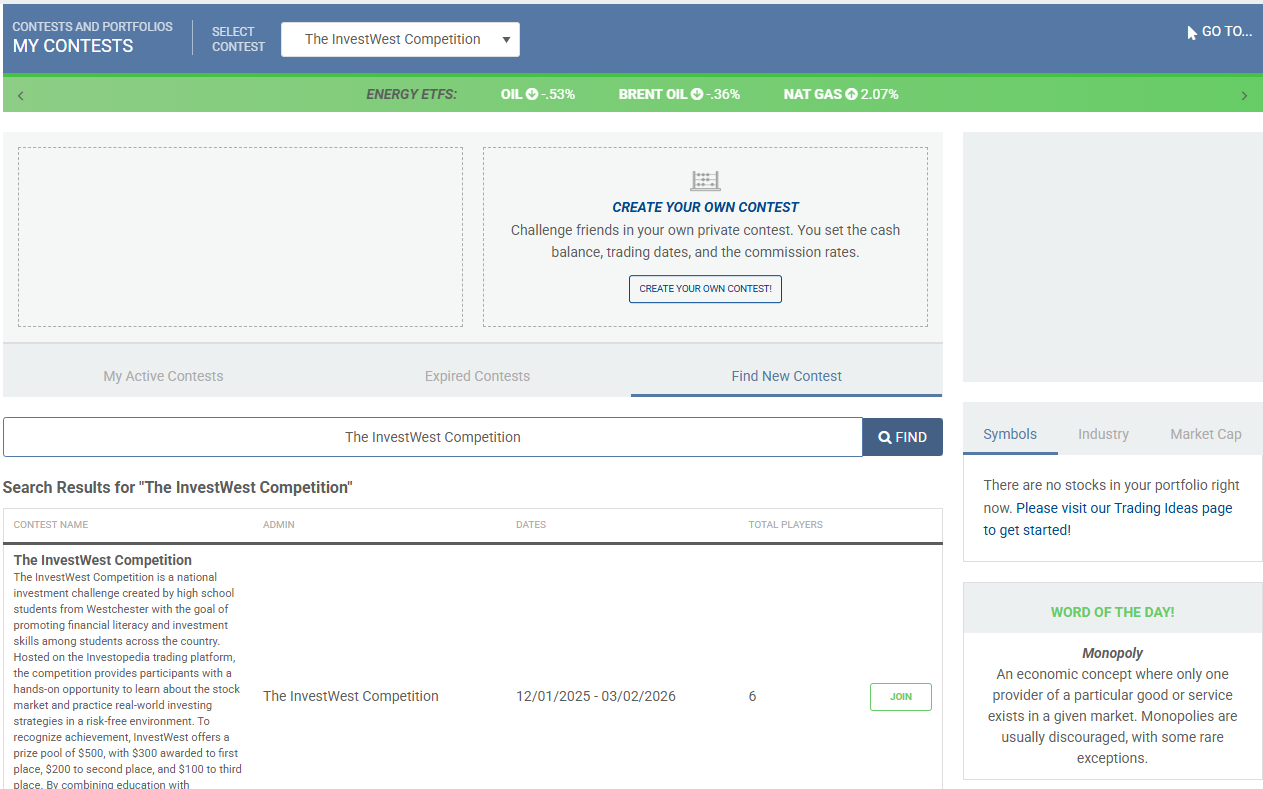 CONTESTS AND PORTFOLIOS
MY CONTESTS
SELECT
CONTEST
The InvestWest Competition
GO TO...
ENERGY ETFS: OIL -.53% BRENT OIL -.36% NAT GAS 2.07%
CREATE YOUR OWN CONTEST
Challenge friends in your own private contest. You set the cash
balance, trading dates, and the commission rates.
CREATE YOUR OWN CONTEST!
My Active Contests Expired Contests Find New Contest
The InvestWest Competition
FIND
Search Results for "The InvestWest Competition"
CONTEST NAME ADMIN DATES TOTAL PLAYERS
The InvestWest Competition
The InvestWest Competition is a national
investment challenge created by high school
students from Westchester with the goal of
promoting financial literacy and investment
skills among students across the country.
Hosted on the Investopedia trading platform,
the competition provides participants with a
hands-on opportunity to learn about the stock
market and practice real-world investing
strategies in a risk-free environment. To
recognize achievement, InvestWest offers a
prize pool of $500, with $300 awarded to first
place, $200 to second place, and $100 to third
place. By combining education with
The InvestWest Competition
12/01/2025 - 03/02/2026
6
JOIN
Symbols Industry Market Cap
There are no stocks in your portfolio right
now. Please visit our Trading Ideas page
to get started!
WORD OF THE DAY!
Monopoly
An economic concept where only one
provider of a particular good or service
exists in a given market. Monopolies are
usually discouraged, with some rare
exceptions.